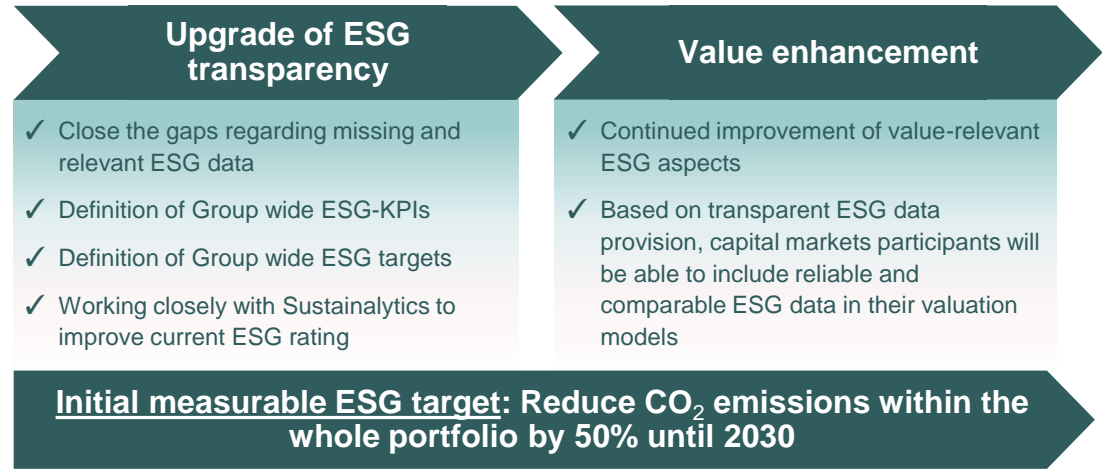 Upgrade of ESG
transparency
✓ Close the gaps regarding missing and
relevant ESG data
✓ Definition of Group wide ESG-KPIs
✓ Definition of Group wide ESG targets
✓ Working closely with Sustainalytics to
improve current ESG rating
Value enhancement
✓ Continued improvement of value-relevant
ESG aspects
✓ Based on transparent ESG data
provision, capital markets participants will
be able to include reliable and
comparable ESG data in their valuation
models
Initial measurable ESG target: Reduce CO₂ emissions within the
whole portfolio by 50% until 2030